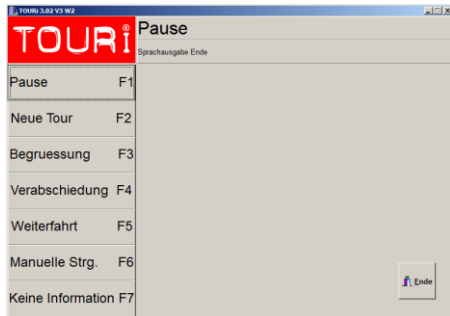 TOURi 3.02 V3 W2
TOURi®
Pause
Sprachausgabe Ende
Pause F1
Neue Tour F2
Begruessung F3
Verabschiedung F4
Weiterfahrt F5
Manuelle Strg. F6
Keine Information F7
Ende